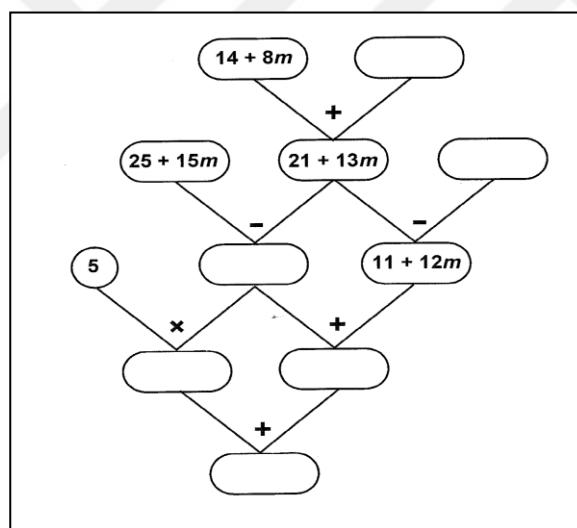 14 + 8m
+
25 + 15m 21 + 13m
− −
5 11 + 12m
× +
+